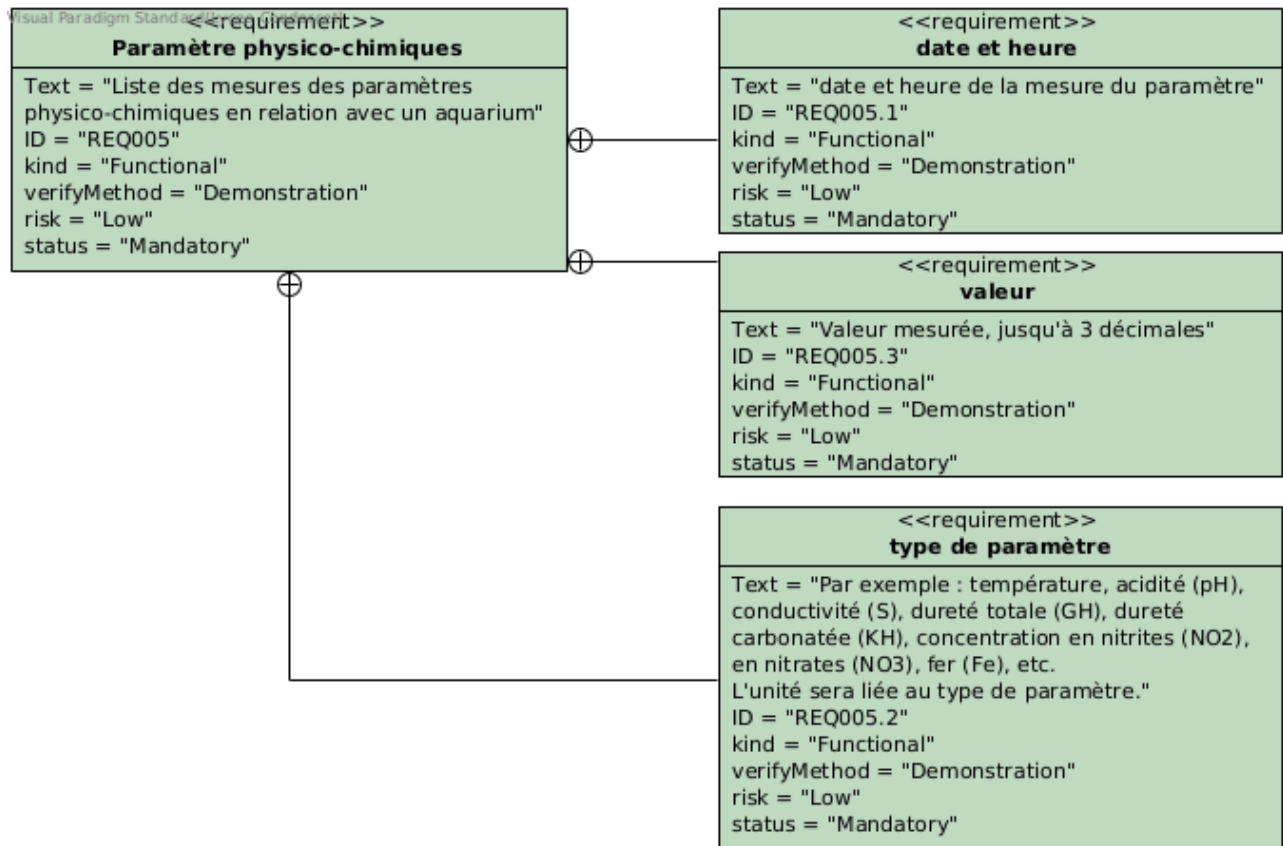 Visual Paradigm Standard
<<requirement>>
Paramètre physico-chimiques
Text = "Liste des mesures des paramètres
physico-chimiques en relation avec un aquarium"
ID = "REQ005"
kind = "Functional"
verifyMethod = "Demonstration"
risk = "Low"
status = "Mandatory"
<<requirement>>
date et heure
Text = "date et heure de la mesure du paramètre"
ID = "REQ005.1"
kind = "Functional"
verifyMethod = "Demonstration"
risk = "Low"
status = "Mandatory"
<<requirement>>
valeur
Text = "Valeur mesurée, jusqu'à 3 décimales"
ID = "REQ005.3"
kind = "Functional"
verifyMethod = "Demonstration"
risk = "Low"
status = "Mandatory"
<<requirement>>
type de paramètre
Text = "Par exemple : température, acidité (pH),
conductivité (S), dureté totale (GH), dureté
carbonatée (KH), concentration en nitrites (NO2),
en nitrates (NO3), fer (Fe), etc.
L'unité sera liée au type de paramètre."
ID = "REQ005.2"
kind = "Functional"
verifyMethod = "Demonstration"
risk = "Low"
status = "Mandatory"